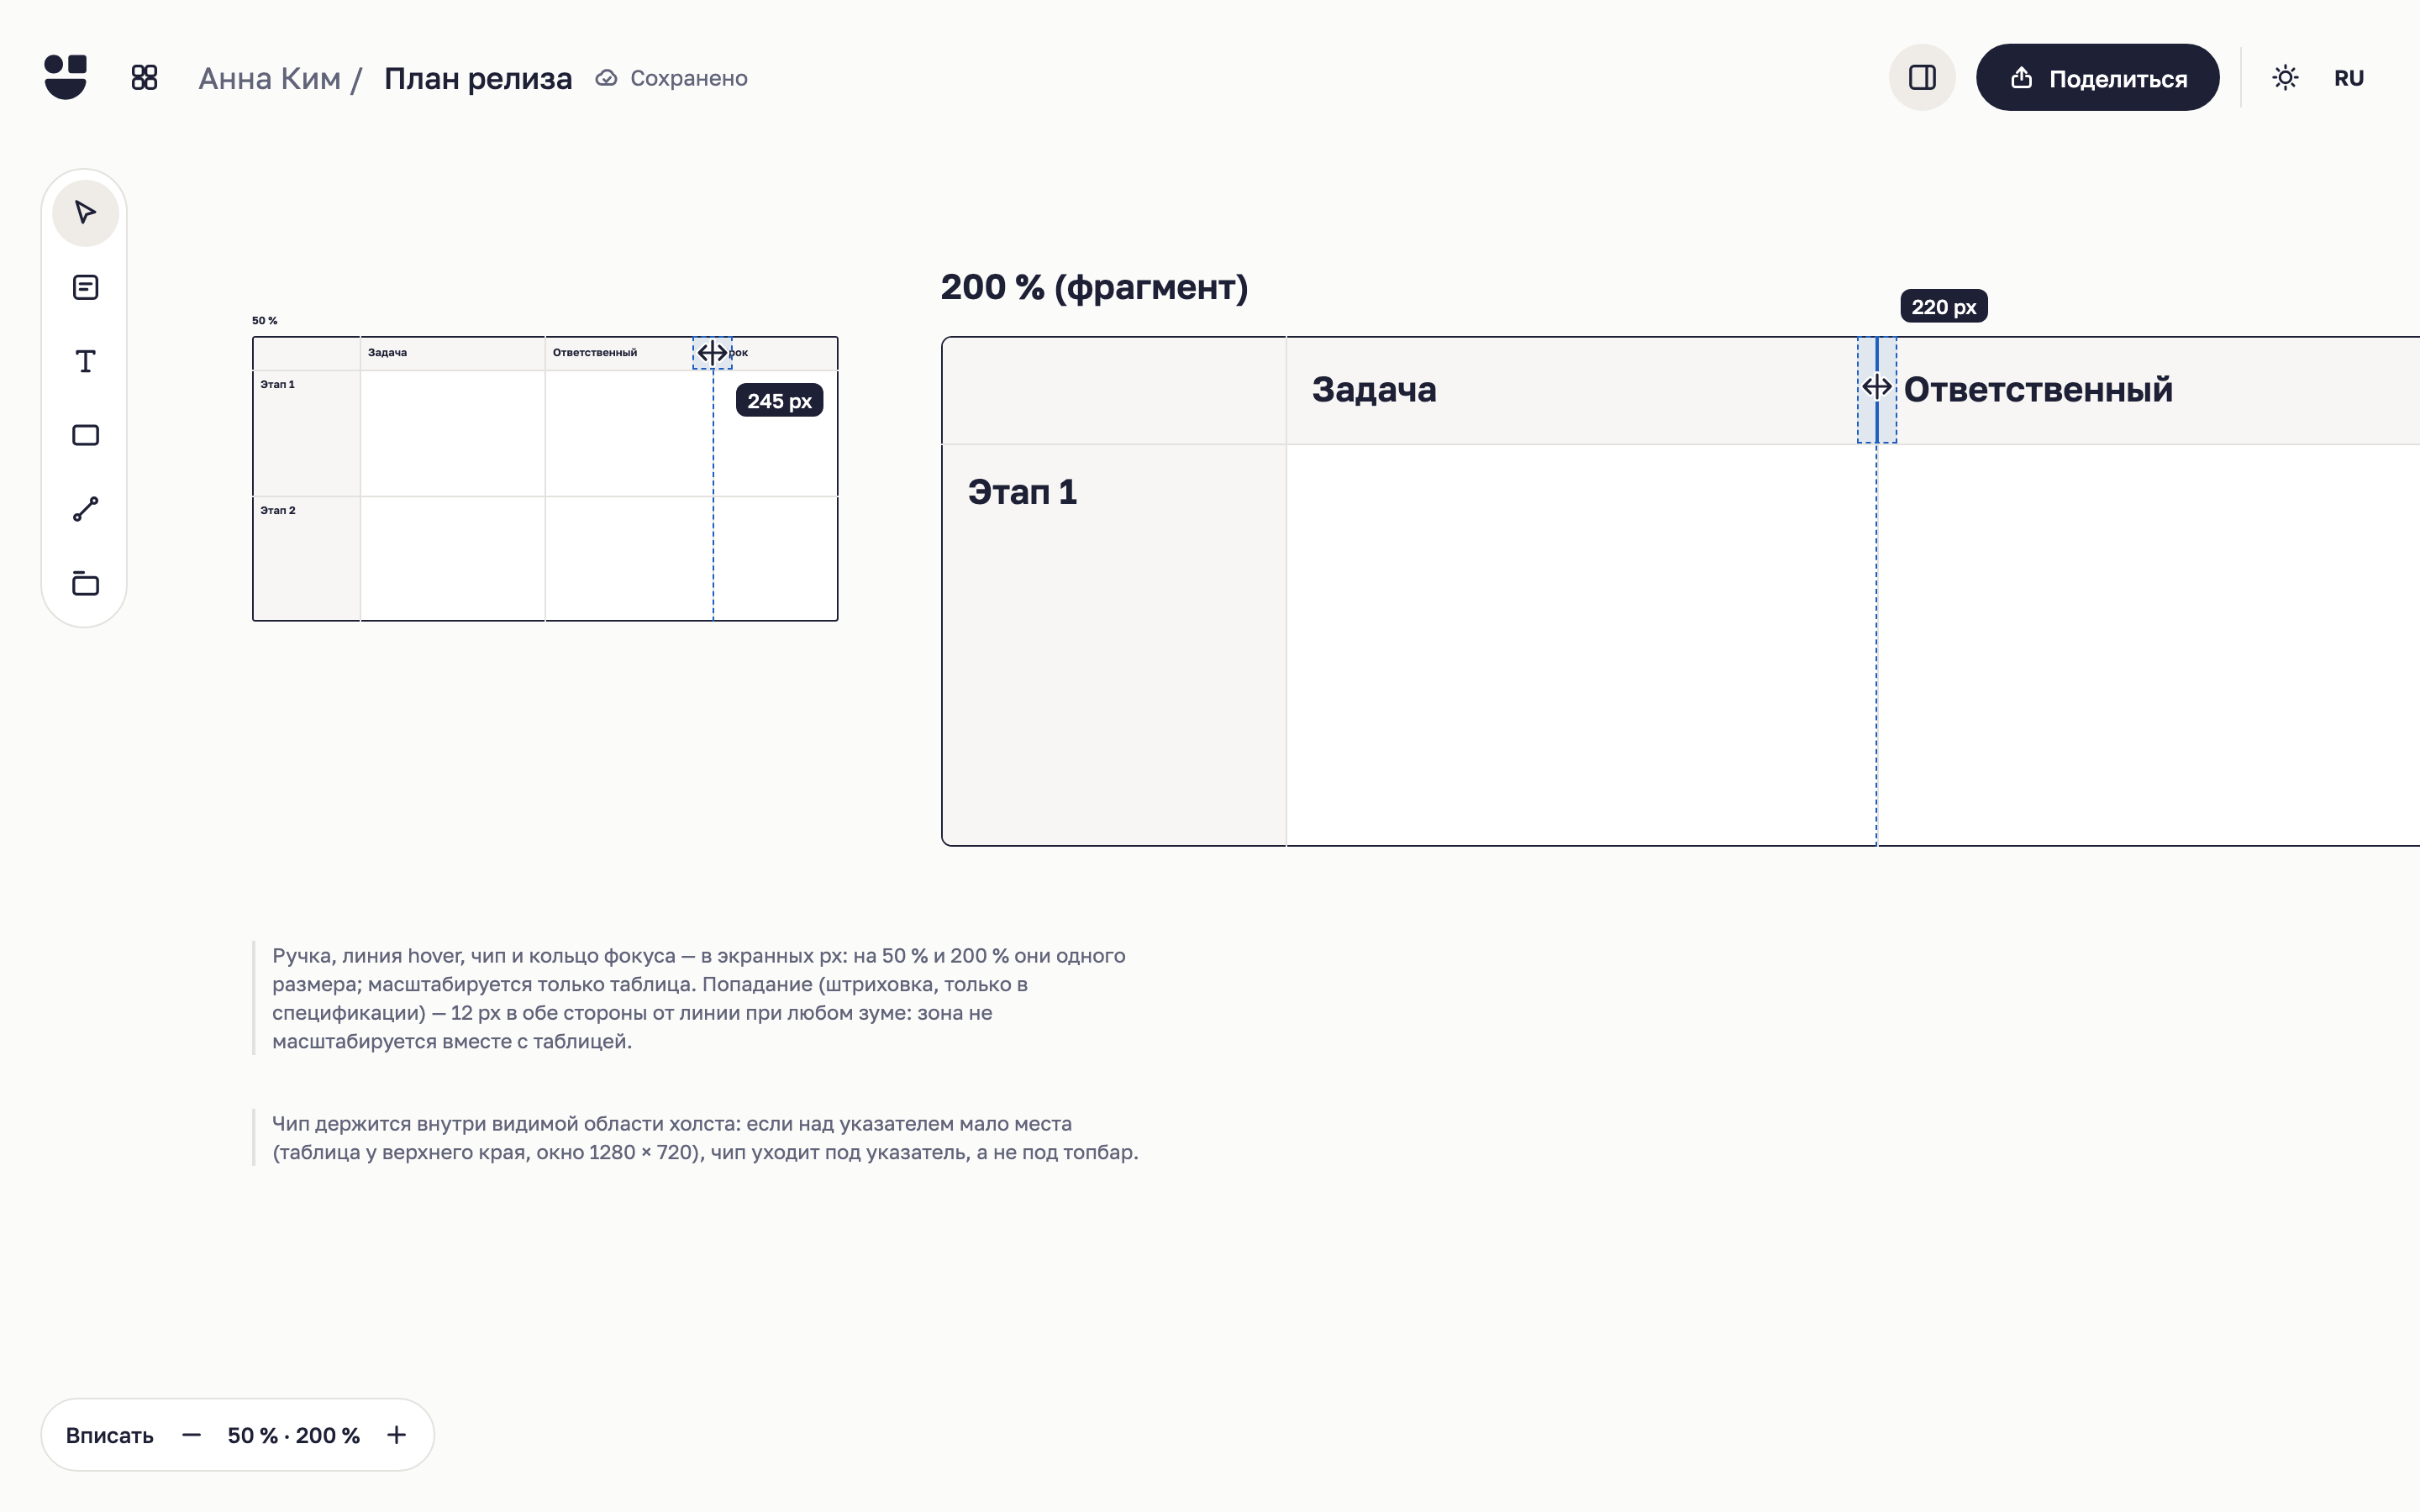 Анна Ким / План релиза Сохранено
Поделиться
RU
200 % (фрагмент)
220 px
50 %
Задача Ответственный рок
Этап 1
245 px
Этап 2
Задача Ответственный
Этап 1
Ручка, линия hover, чип и кольцо фокуса — в экранных px: на 50 % и 200 % они одного
размера; масштабируется только таблица. Попадание (штриховка, только в
спецификации) — 12 px в обе стороны от линии при любом зуме: зона не
масштабируется вместе с таблицей.
Чип держится внутри видимой области холста: если над указателем мало места
(таблица у верхнего края, окно 1280 × 720), чип уходит под указатель, а не под топбар.
Вписать − 50 % · 200 % +